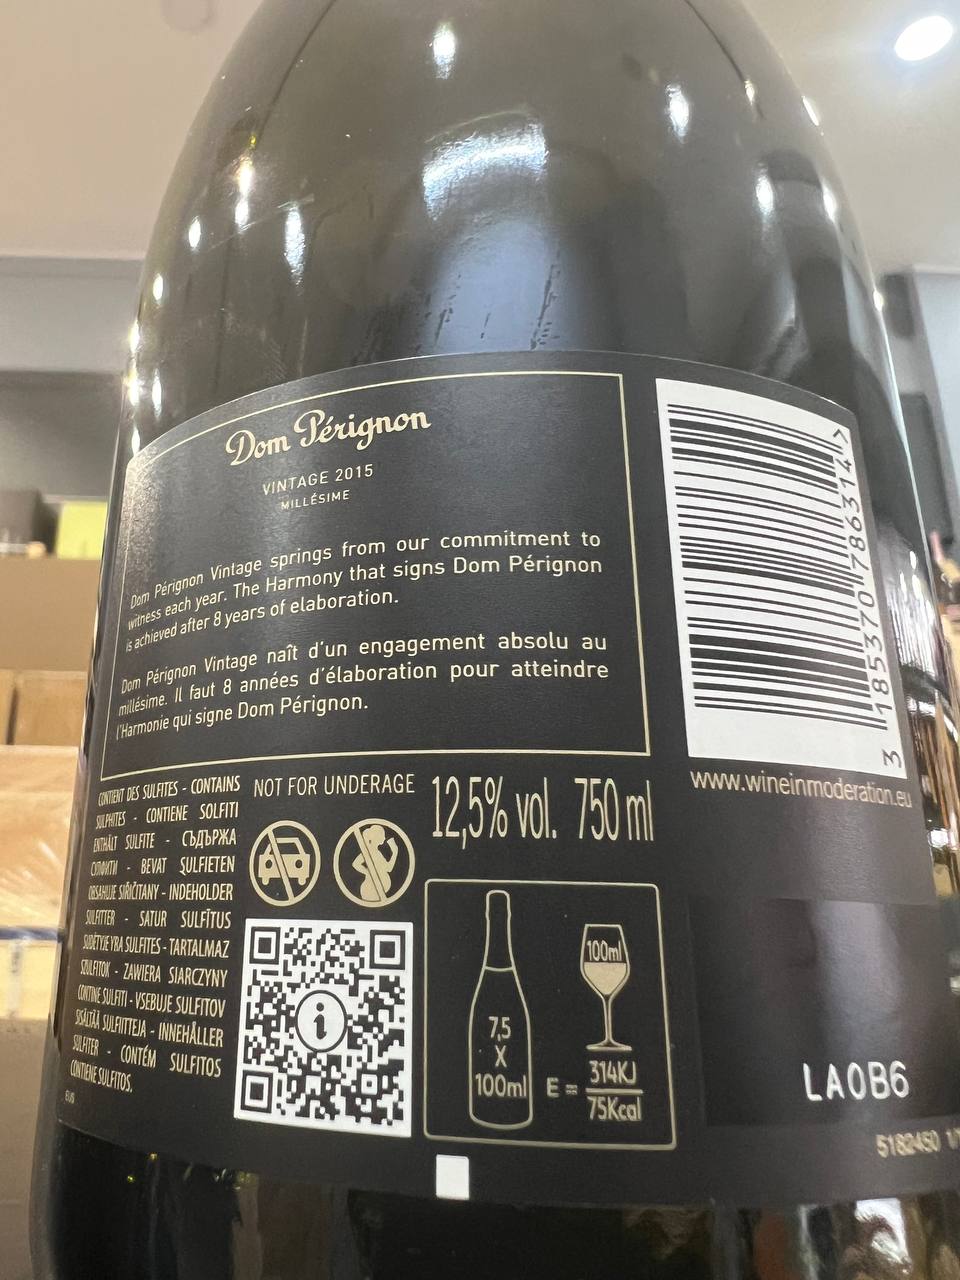 Dom Pérignon
VINTAGE 2015
MILLÉSIME
Dom Pérignon Vintage springs from our commitment to
witness each year. The Harmony that signs Dom Pérignon
is achieved after 8 years of elaboration.
Dom Pérignon Vintage naît d'un engagement absolu au
millésime. Il faut 8 années d'élaboration pour atteindre
l'Harmonie qui signe Dom Pérignon.
3 185370 786314 >
www.wineinmoderation.eu
CONTIENT DES SULFITES - CONTAINS
SULPHITES - CONTIENE SOLFITI
ENTHÄLT SULFITE - СЪДЪРЖА
СУЛФИТИ - BEVAT SULFIETEN
OBSAHUJE SIŘIČITANY - INDEHOLDER
SULFITTER - SATUR SULFĪTUS
SUDĖTYJE YRA SULFITES - TARTALMAZ
SZULFITOK - ZAWIERA SIARCZYNY
CONTINE SULFITI - VSEBUJE SULFITOV
SISÄLTÄÄ SULFIITTEJA - INNEHÅLLER
SULFITER - CONTÉM SULFITOS
CONTIENE SULFITOS.
NOT FOR UNDERAGE
12,5% vol. 750 ml
i
7,5
X
100ml
100ml
E = 314KJ
75Kcal
LA0B6
5182450